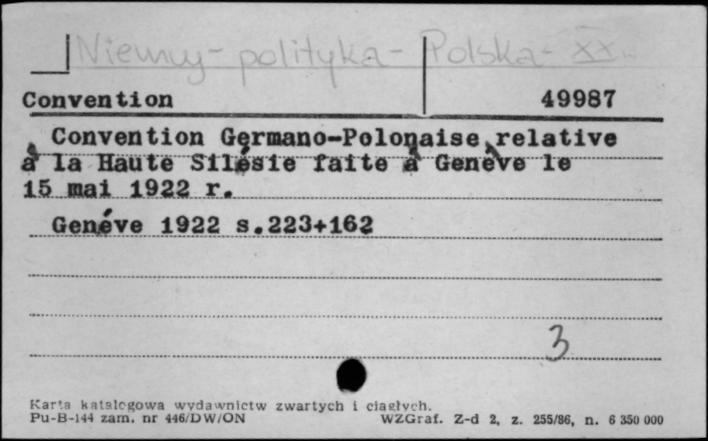 Niemcy - polityka - Polska - XX w.
Convention 49987
Convention Germano-Polonaise relative
à la Haute Silésie faite à Genève le
15 mai 1922 r.
Genéve 1922 s.223+162
3
Karta katalogowa wydawnictw zwartych i ciągłych.
Pu-B-144 zam. nr 446/DW/ON WZGraf. Z-d 2, z. 255/86, n. 6 350 000